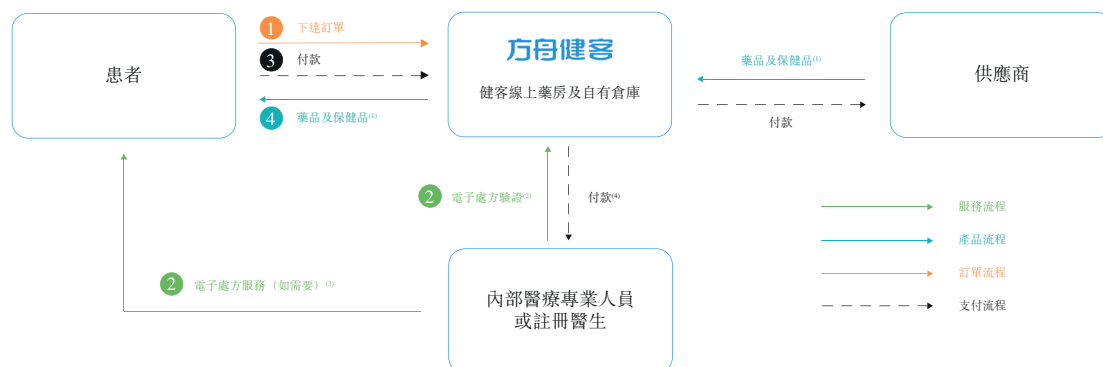 1 下達訂單
3 付款
4 藥品及保健品(1)
患者
方舟健客
健客線上藥房及自有倉庫
藥品及保健品(1)
付款
供應商
2 電子處方驗證(2)
付款(4)
2 電子處方服務（如需要）(3)
內部醫療專業人員
或註冊醫生
服務流程
產品流程
訂單流程
支付流程